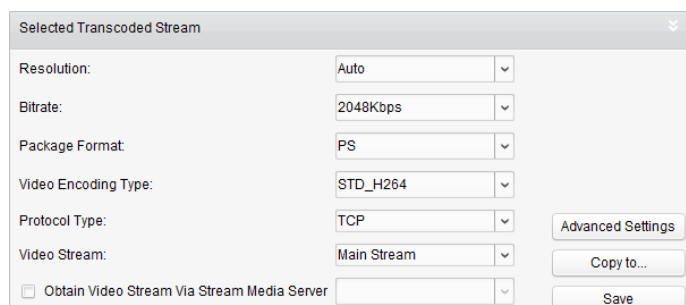 Selected Transcoded Stream
Resolution: Auto
Bitrate: 2048Kbps
Package Format: PS
Video Encoding Type: STD_H264
Protocol Type: TCP
Advanced Settings
Video Stream: Main Stream
Copy to...
Obtain Video Stream Via Stream Media Server
Save